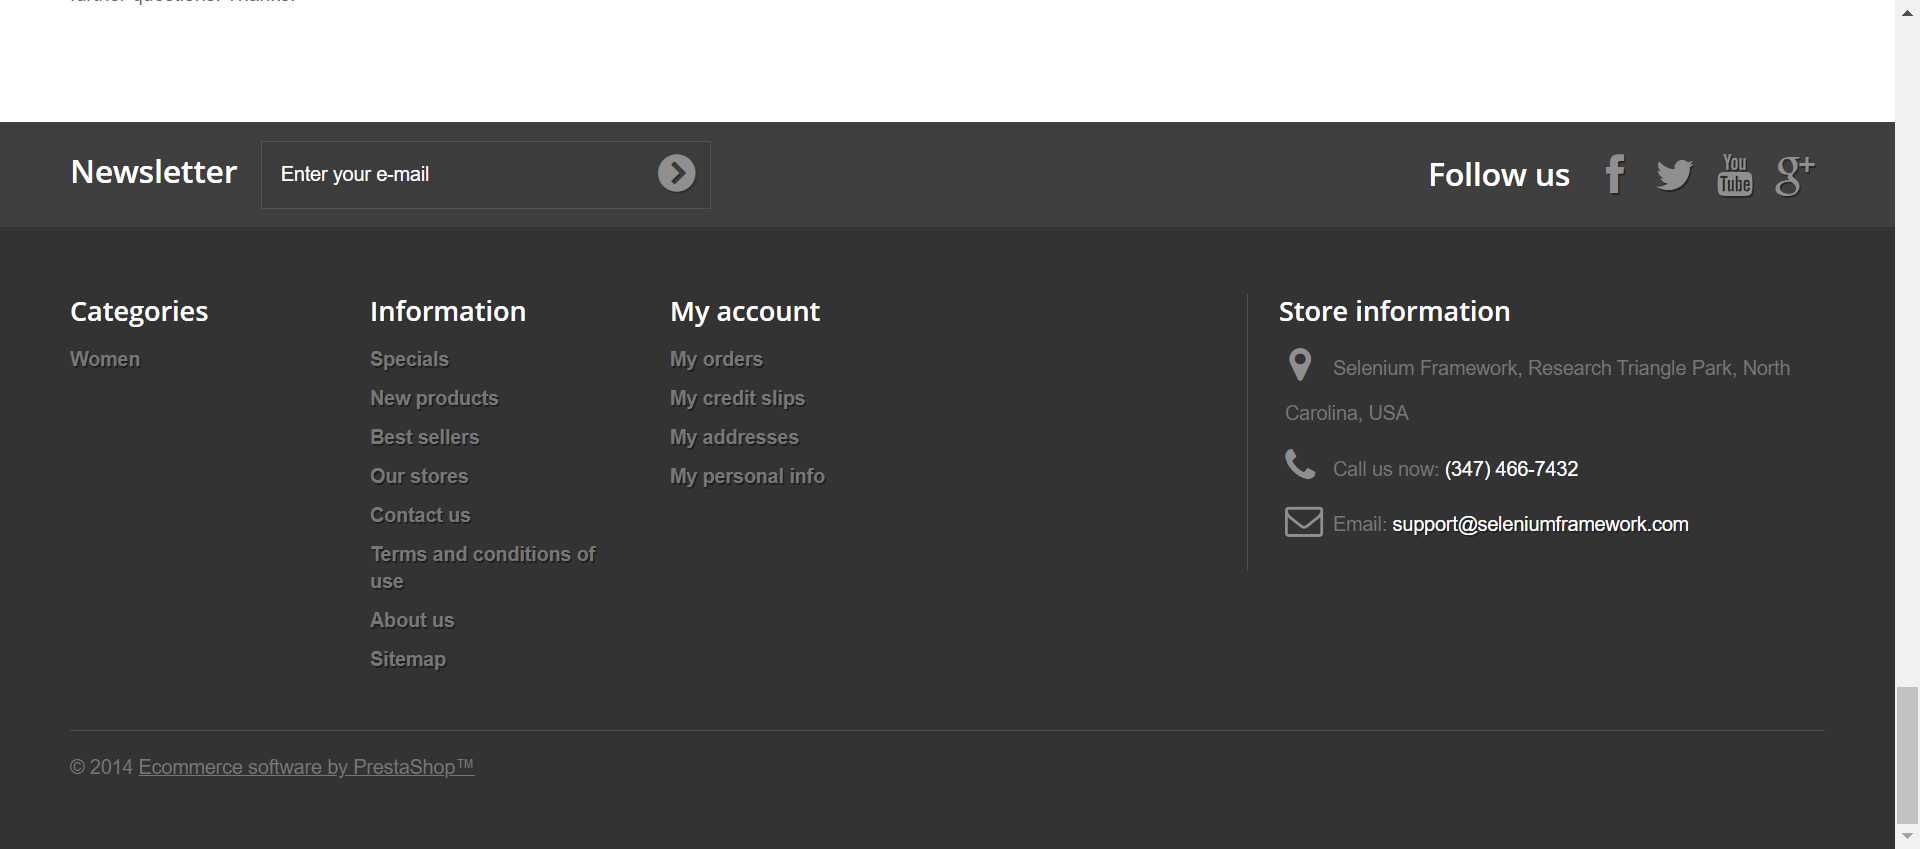 further questions. Thanks.
Newsletter
Enter your e-mail
Follow us
You
Tube
g+
Categories
Women
Information
Specials
New products
Best sellers
Our stores
Contact us
Terms and conditions of
use
About us
Sitemap
My account
My orders
My credit slips
My addresses
My personal info
Store information
Selenium Framework, Research Triangle Park, North
Carolina, USA
Call us now: (347) 466-7432
Email: support@seleniumframework.com
© 2014 Ecommerce software by PrestaShop™